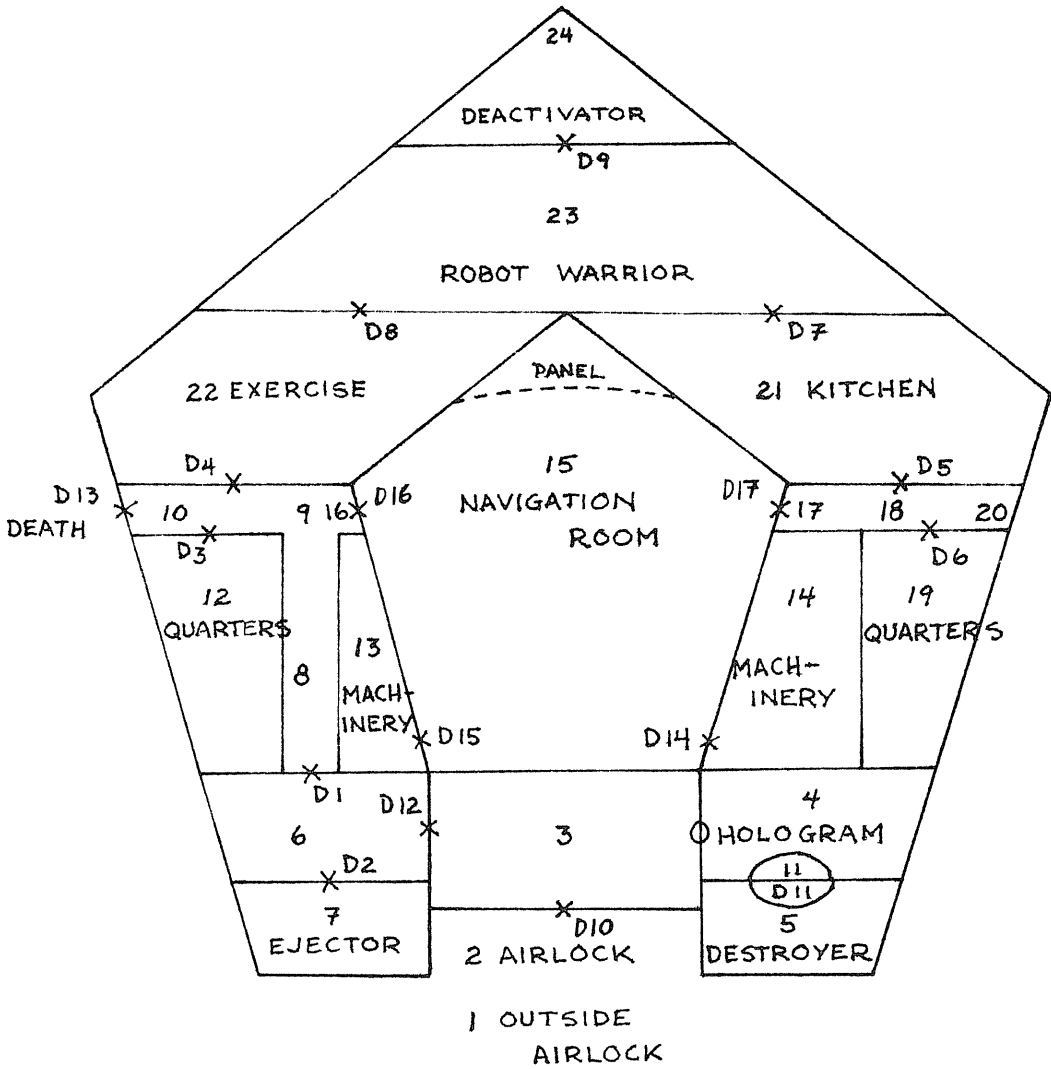 24
DEACTIVATOR
D9
23
ROBOT WARRIOR
D8
D7
PANEL
22 EXERCISE
21 KITCHEN
D4
15
D5
D13
DEATH
10
9
16
D16
NAVIGATION
ROOM
D17
17
18
20
D3
D6
12
QUARTERS
14
19
QUARTERS
13
MACH-
INERY
8
MACH-
INERY
D15
D14
D1
D12
4
HOLOGRAM
6
3
D2
11
D11
7
EJECTOR
D10
2 AIRLOCK
5
DESTROYER
1 OUTSIDE
AIRLOCK